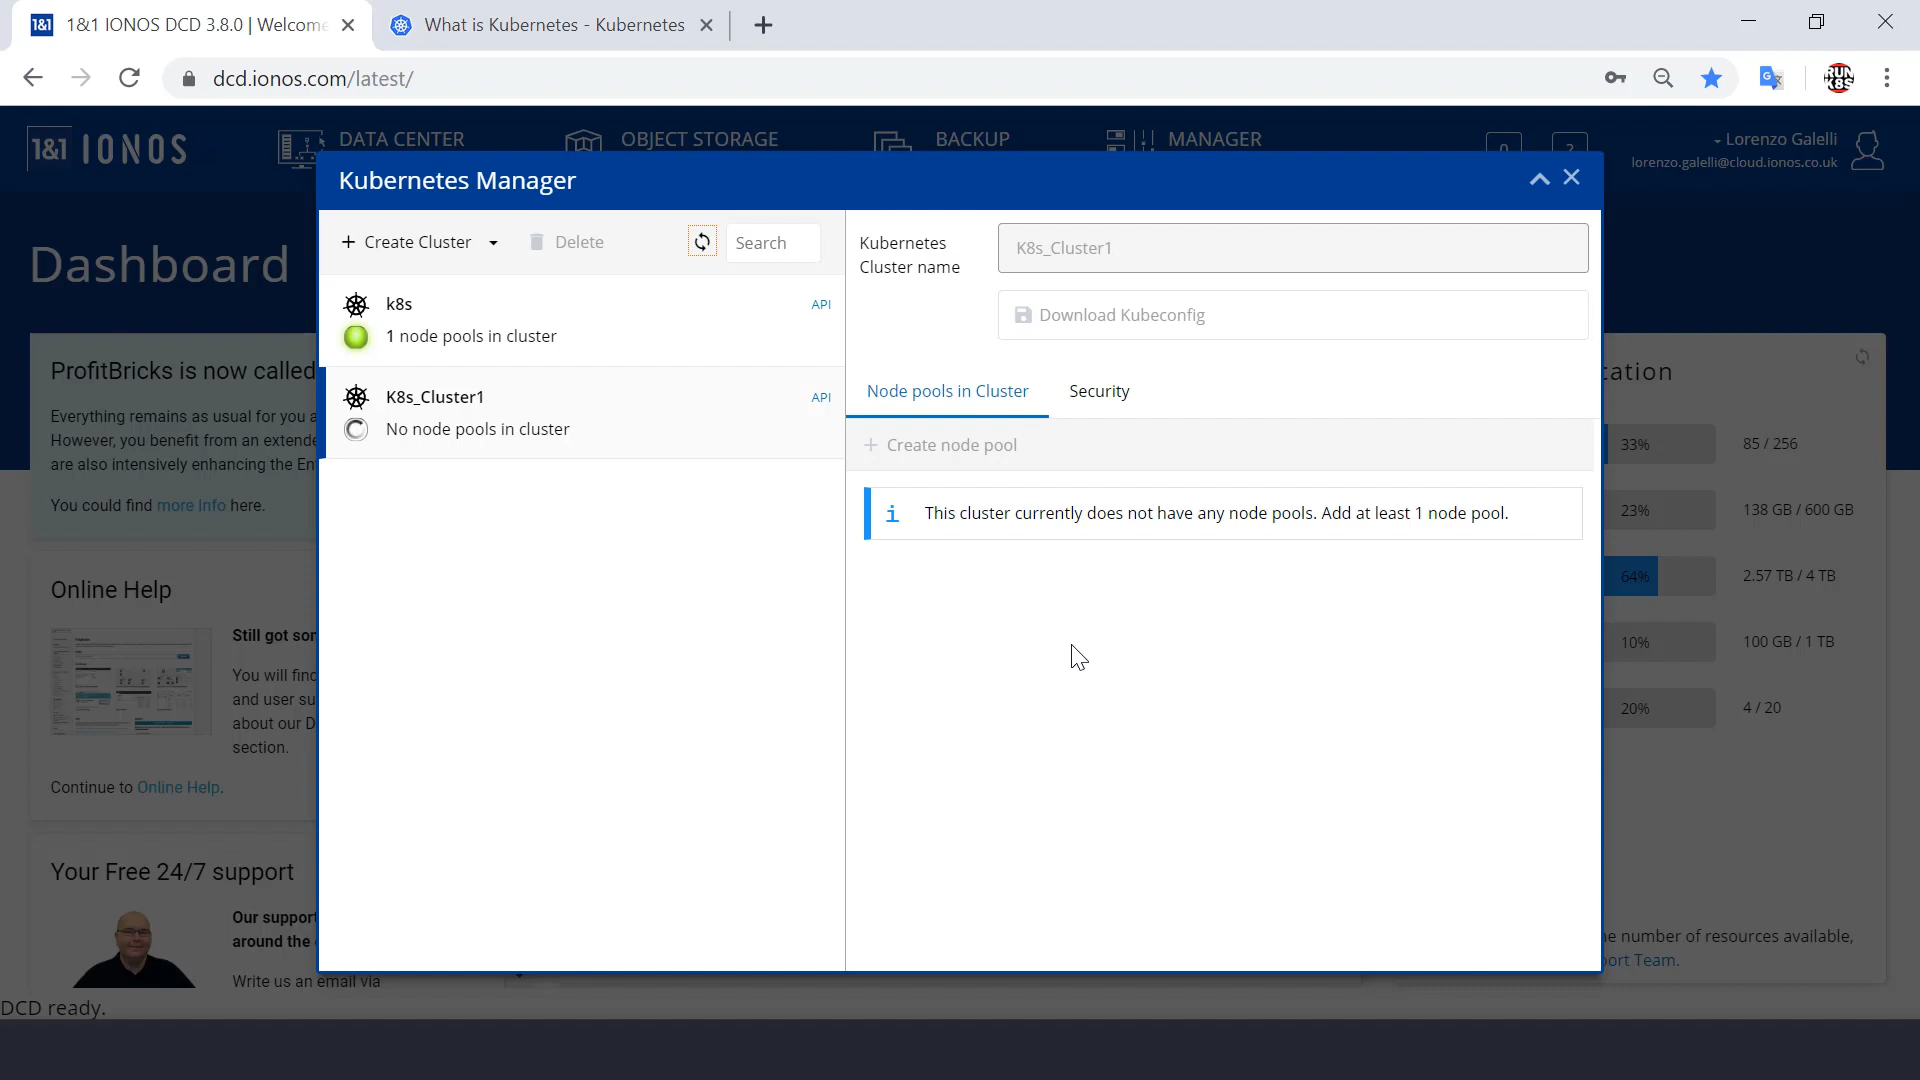 1&1 IONOS DCD 3.8.0 | Welcome
What is Kubernetes - Kubernetes
dcd.ionos.com/latest/
1&1 IONOS
DATA CENTER
OBJECT STORAGE
BACKUP
MANAGER
0
?
Lorenzo Galelli
lorenzo.galelli@cloud.ionos.co.uk
RUN
K8S
Dashboard
Kubernetes Manager
Create Cluster
Delete
Search
k8s
API
1 node pools in cluster
K8s_Cluster1
API
No node pools in cluster
Kubernetes
Cluster name
K8s_Cluster1
Download Kubeconfig
Node pools in Cluster
Security
Create node pool
i
This cluster currently does not have any node pools. Add at least 1 node pool.
ProfitBricks is now called
Everything remains as usual for you a
However, you benefit from an extende
are also intensively enhancing the En
You could find more info here.
Online Help
Still got som
You will find
and user su
about our D
section.
Continue to Online Help.
Your Free 24/7 support
Our support
around the
Write us an email via
cation
33%
85 / 256
23%
138 GB / 600 GB
64%
2.57 TB / 4 TB
10%
100 GB / 1 TB
20%
4 / 20
he number of resources available,
port Team.
DCD ready.